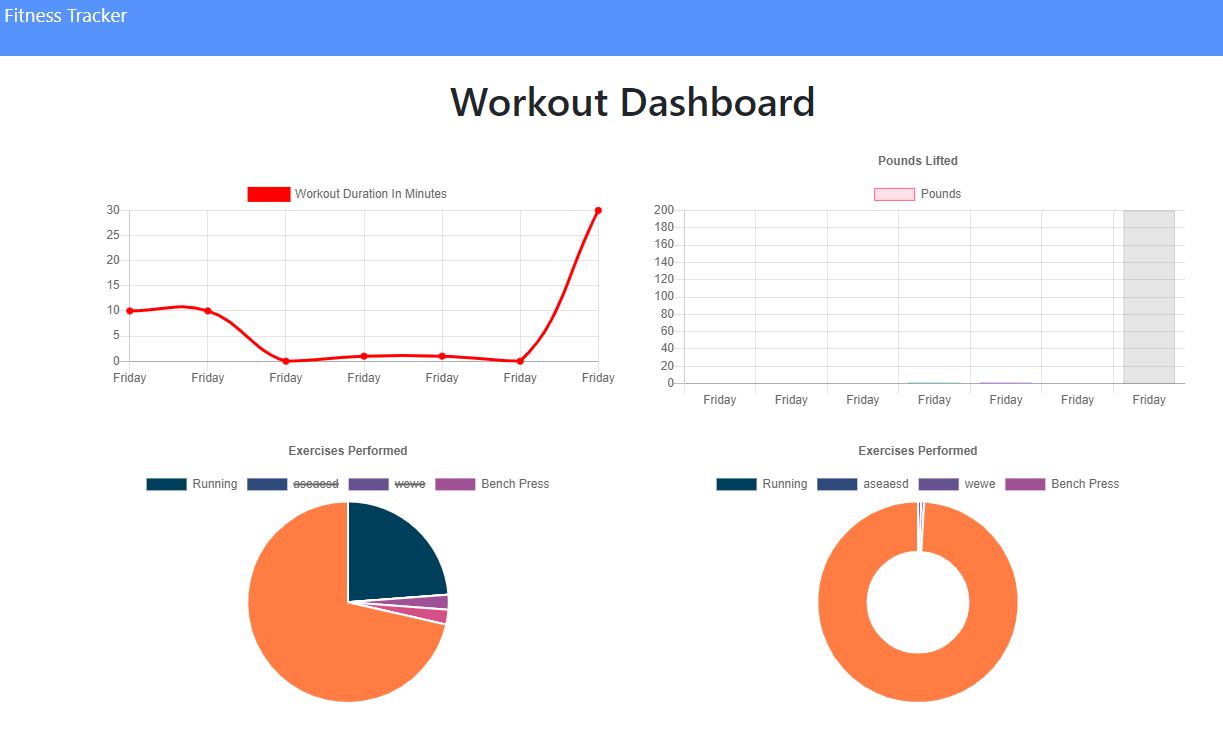 Fitness Tracker
Workout Dashboard
Workout Duration In Minutes
30
25
20
15
10
5
0
Friday Friday Friday Friday Friday Friday Friday
Pounds Lifted
Pounds
200
180
160
140
120
100
80
60
40
20
0
Friday Friday Friday Friday Friday Friday Friday
Exercises Performed
Running aseaesd wewe Bench Press
Exercises Performed
Running aseaesd wewe Bench Press